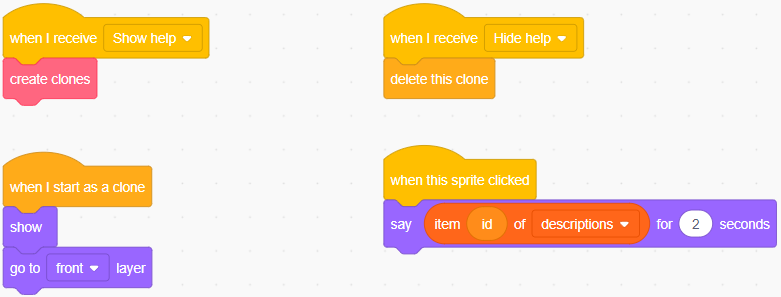 when I receive Show help
create clones
when I receive Hide help
delete this clone
when I start as a clone
show
go to front layer
when this sprite clicked
say item id of descriptions for 2 seconds